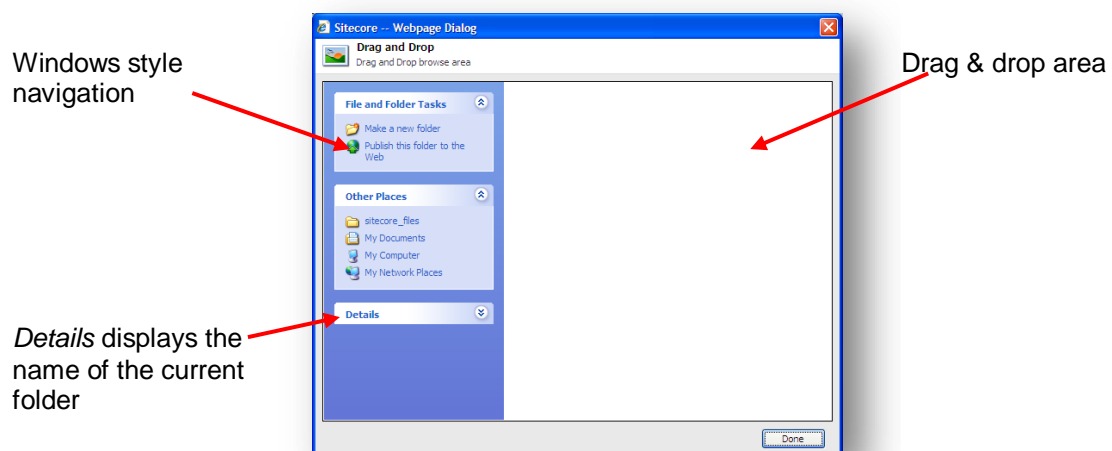 Sitecore -- Webpage Dialog
Drag and Drop
Drag and Drop browse area
Windows style
navigation
Drag & drop area
File and Folder Tasks
Make a new folder
Publish this folder to the
Web
Other Places
sitecore_files
My Documents
My Computer
My Network Places
Details
Details displays the
name of the current
folder
Done